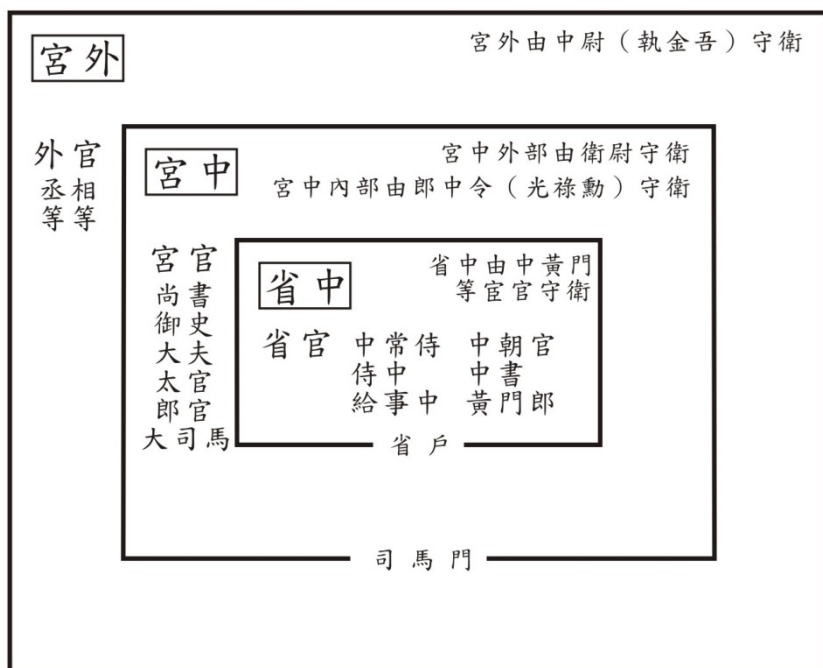 宮外
宮外由中尉（執金吾）守衛
外官
丞相
等等
宮中
宮中外部由衛尉守衛
宮中內部由郎中令（光祿勳）守衛
宮官
尚書
御史
大夫
太官
郎官
大司馬
省中
省中由中黃門
等宦官守衛
省官
中常侍
侍中
給事中
中朝官
中書
黃門郎
省戶
司馬門